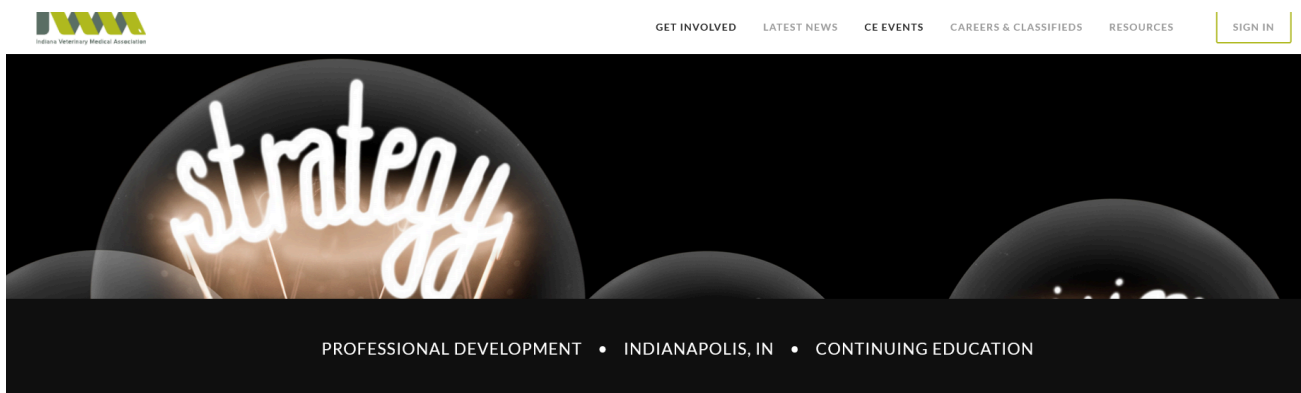 Indiana Veterinary Medical Association
GET INVOLVED LATEST NEWS CE EVENTS CAREERS & CLASSIFIEDS RESOURCES SIGN IN
strategy
PROFESSIONAL DEVELOPMENT • INDIANAPOLIS, IN • CONTINUING EDUCATION